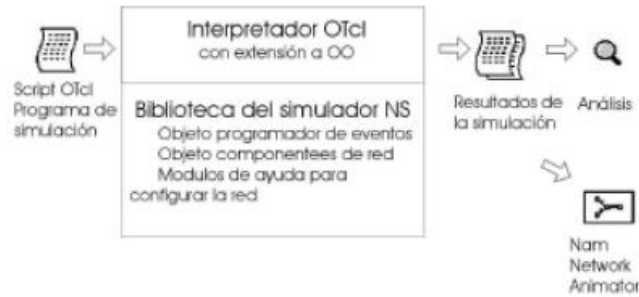 Interpretador OTcl
con extensión a OO
Script OTcl
Programa de
simulación
Biblioteca del simulador NS
Objeto programador de eventos
Objeto componentees de red
Modulos de ayuda para
configurar la red
Resultados de
la simulación
Análisis
Nam
Network
Animator